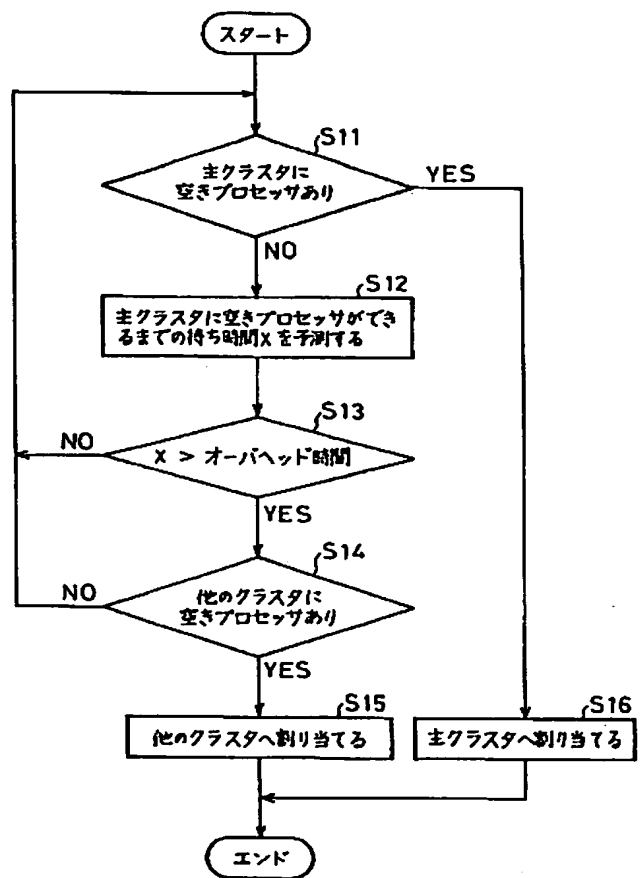 スタート
S11
主クラスタに
空きプロセッサあり
YES
NO
S12
主クラスタに空きプロセッサができ
るまでの待ち時間xを予測する
S13
NO
x > オーバヘッド時間
YES
S14
NO
他のクラスタに
空きプロセッサあり
YES
S15
他のクラスタへ割り当てる
S16
主クラスタへ割り当てる
エンド